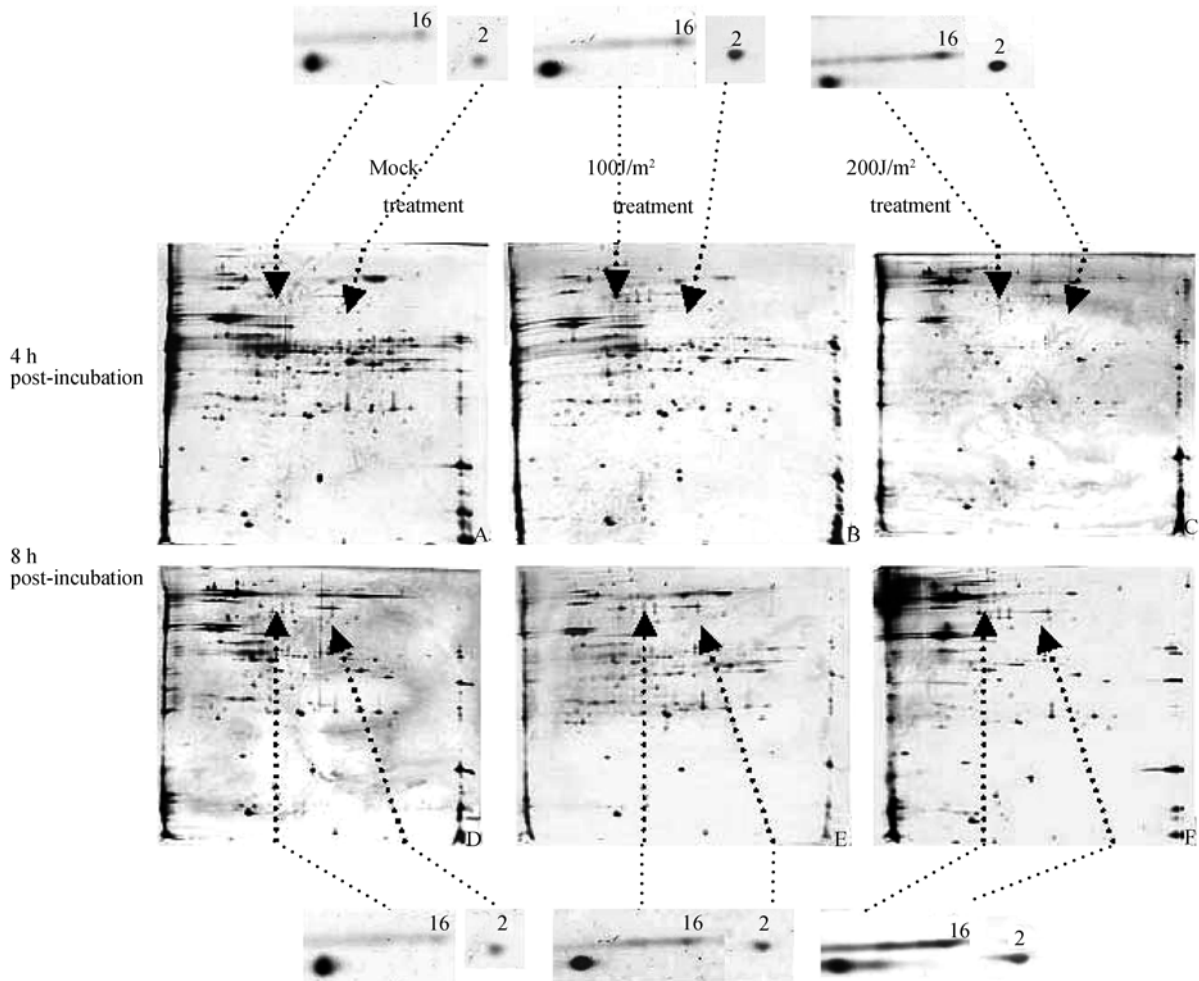 16
2
16
2
16
2
Mock
treatment
100J/m²
treatment
200J/m²
treatment
4 h
post-incubation
A
B
C
8 h
post-incubation
D
E
F
16
2
16
2
16
2